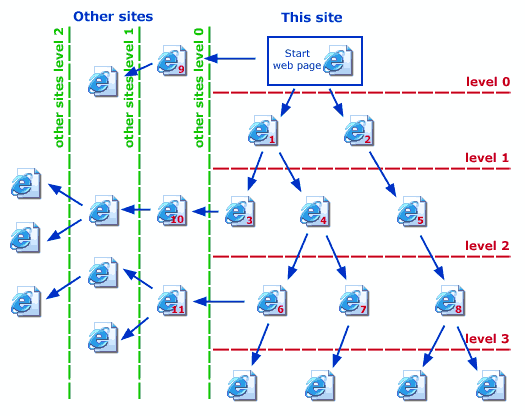 Other sites
This site
other sites level 2
other sites level 1
other sites level 0
Start
web page
9
level 0
1
2
level 1
3
4
5
10
level 2
6
7
8
11
level 3